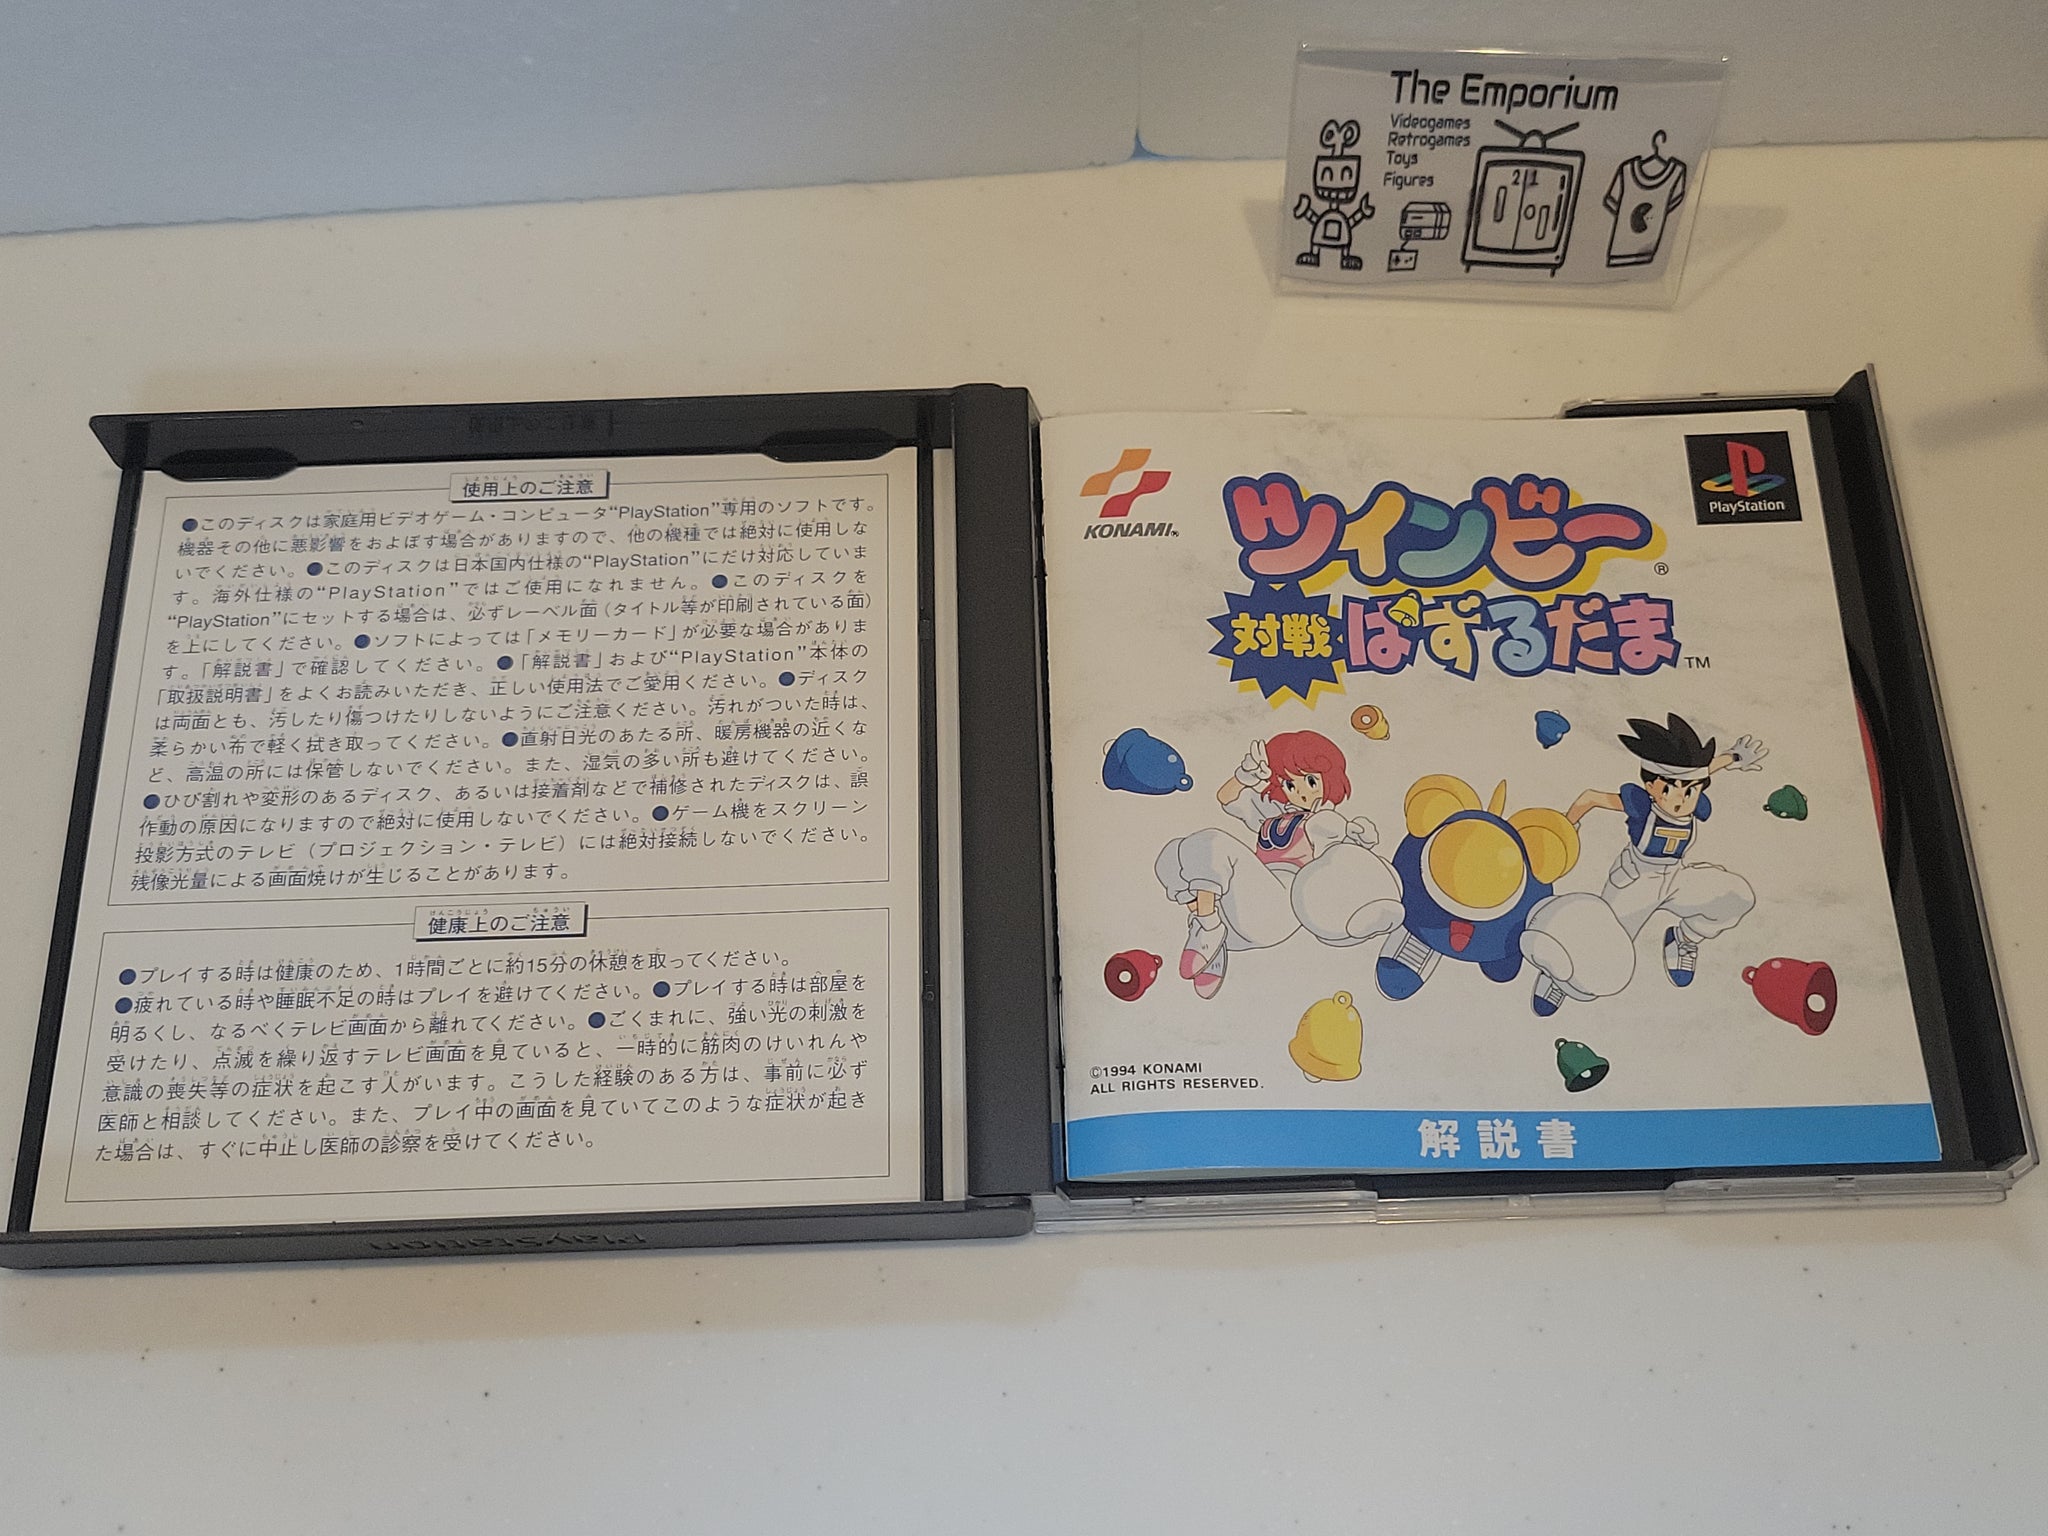 The Emporium
Videogames
Retrogames
Toys
Figures
21
使用上のご注意
●このディスクは家庭用ビデオゲーム・コンピュータ“PlayStation”専用のソフトです。
機器その他に悪影響をおよぼす場合がありますので、他の機種では絶対に使用しな
いでください。●このディスクは日本国内仕様の“PlayStation”にだけ対応していま
す。海外仕様の“PlayStation”ではご使用になれません。●このディスクを
“PlayStation”にセットする場合は、必ずレーベル面（タイトル等が印刷されている面）
を上にしてください。●ソフトによっては「メモリーカード」が必要な場合がありま
す。「解説書」で確認してください。●「解説書」および“PlayStation”本体の
「取扱説明書」をよくお読みいただき、正しい使用法でご愛用ください。●ディスク
は両面とも、汚したり傷つけたりしないようにご注意ください。汚れがついた時は、
柔らかい布で軽く拭き取ってください。●直射日光のあたる所、暖房機器の近くな
ど、高温の所には保管しないでください。また、湿気の多い所も避けてください。
●ひび割れや変形のあるディスク、あるいは接着剤などで補修されたディスクは、誤
作動の原因になりますので絶対に使用しないでください。●ゲーム機をスクリーン
投影方式のテレビ（プロジェクション・テレビ）には絶対接続しないでください。
残像光量による画面焼けが生じることがあります。
健康上のご注意
●プレイする時は健康のため、1時間ごとに約15分の休憩を取ってください。
●疲れている時や睡眠不足の時はプレイを避けてください。●プレイする時は部屋を
明るくし、なるべくテレビ画面から離れてください。●ごくまれに、強い光の刺激を
受けたり、点滅を繰り返すテレビ画面を見ていると、一時的に筋肉のけいれんや
意識の喪失等の症状を起こす人がいます。こうした経験のある方は、事前に必ず
医師と相談してください。また、プレイ中の画面を見ていてこのような症状が起き
た場合は、すぐに中止し医師の診察を受けてください。
PlayStation
KONAMI
ツインビー®
対戦ぱずるだま™
PlayStation
T
©1994 KONAMI
ALL RIGHTS RESERVED.
解説書